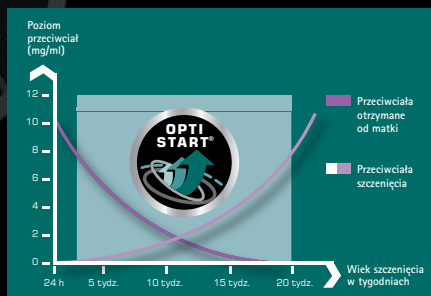 Poziom
przeciwciał
(mg/ml)
12
10
8
6
4
2
0
OPTI
START®
Przeciwciała
otrzymane
od matki
Przeciwciała
szczenięcia
24 h
5 tydz.
10 tydz.
15 tydz.
20 tydz.
Wiek szczenięcia
w tygodniach